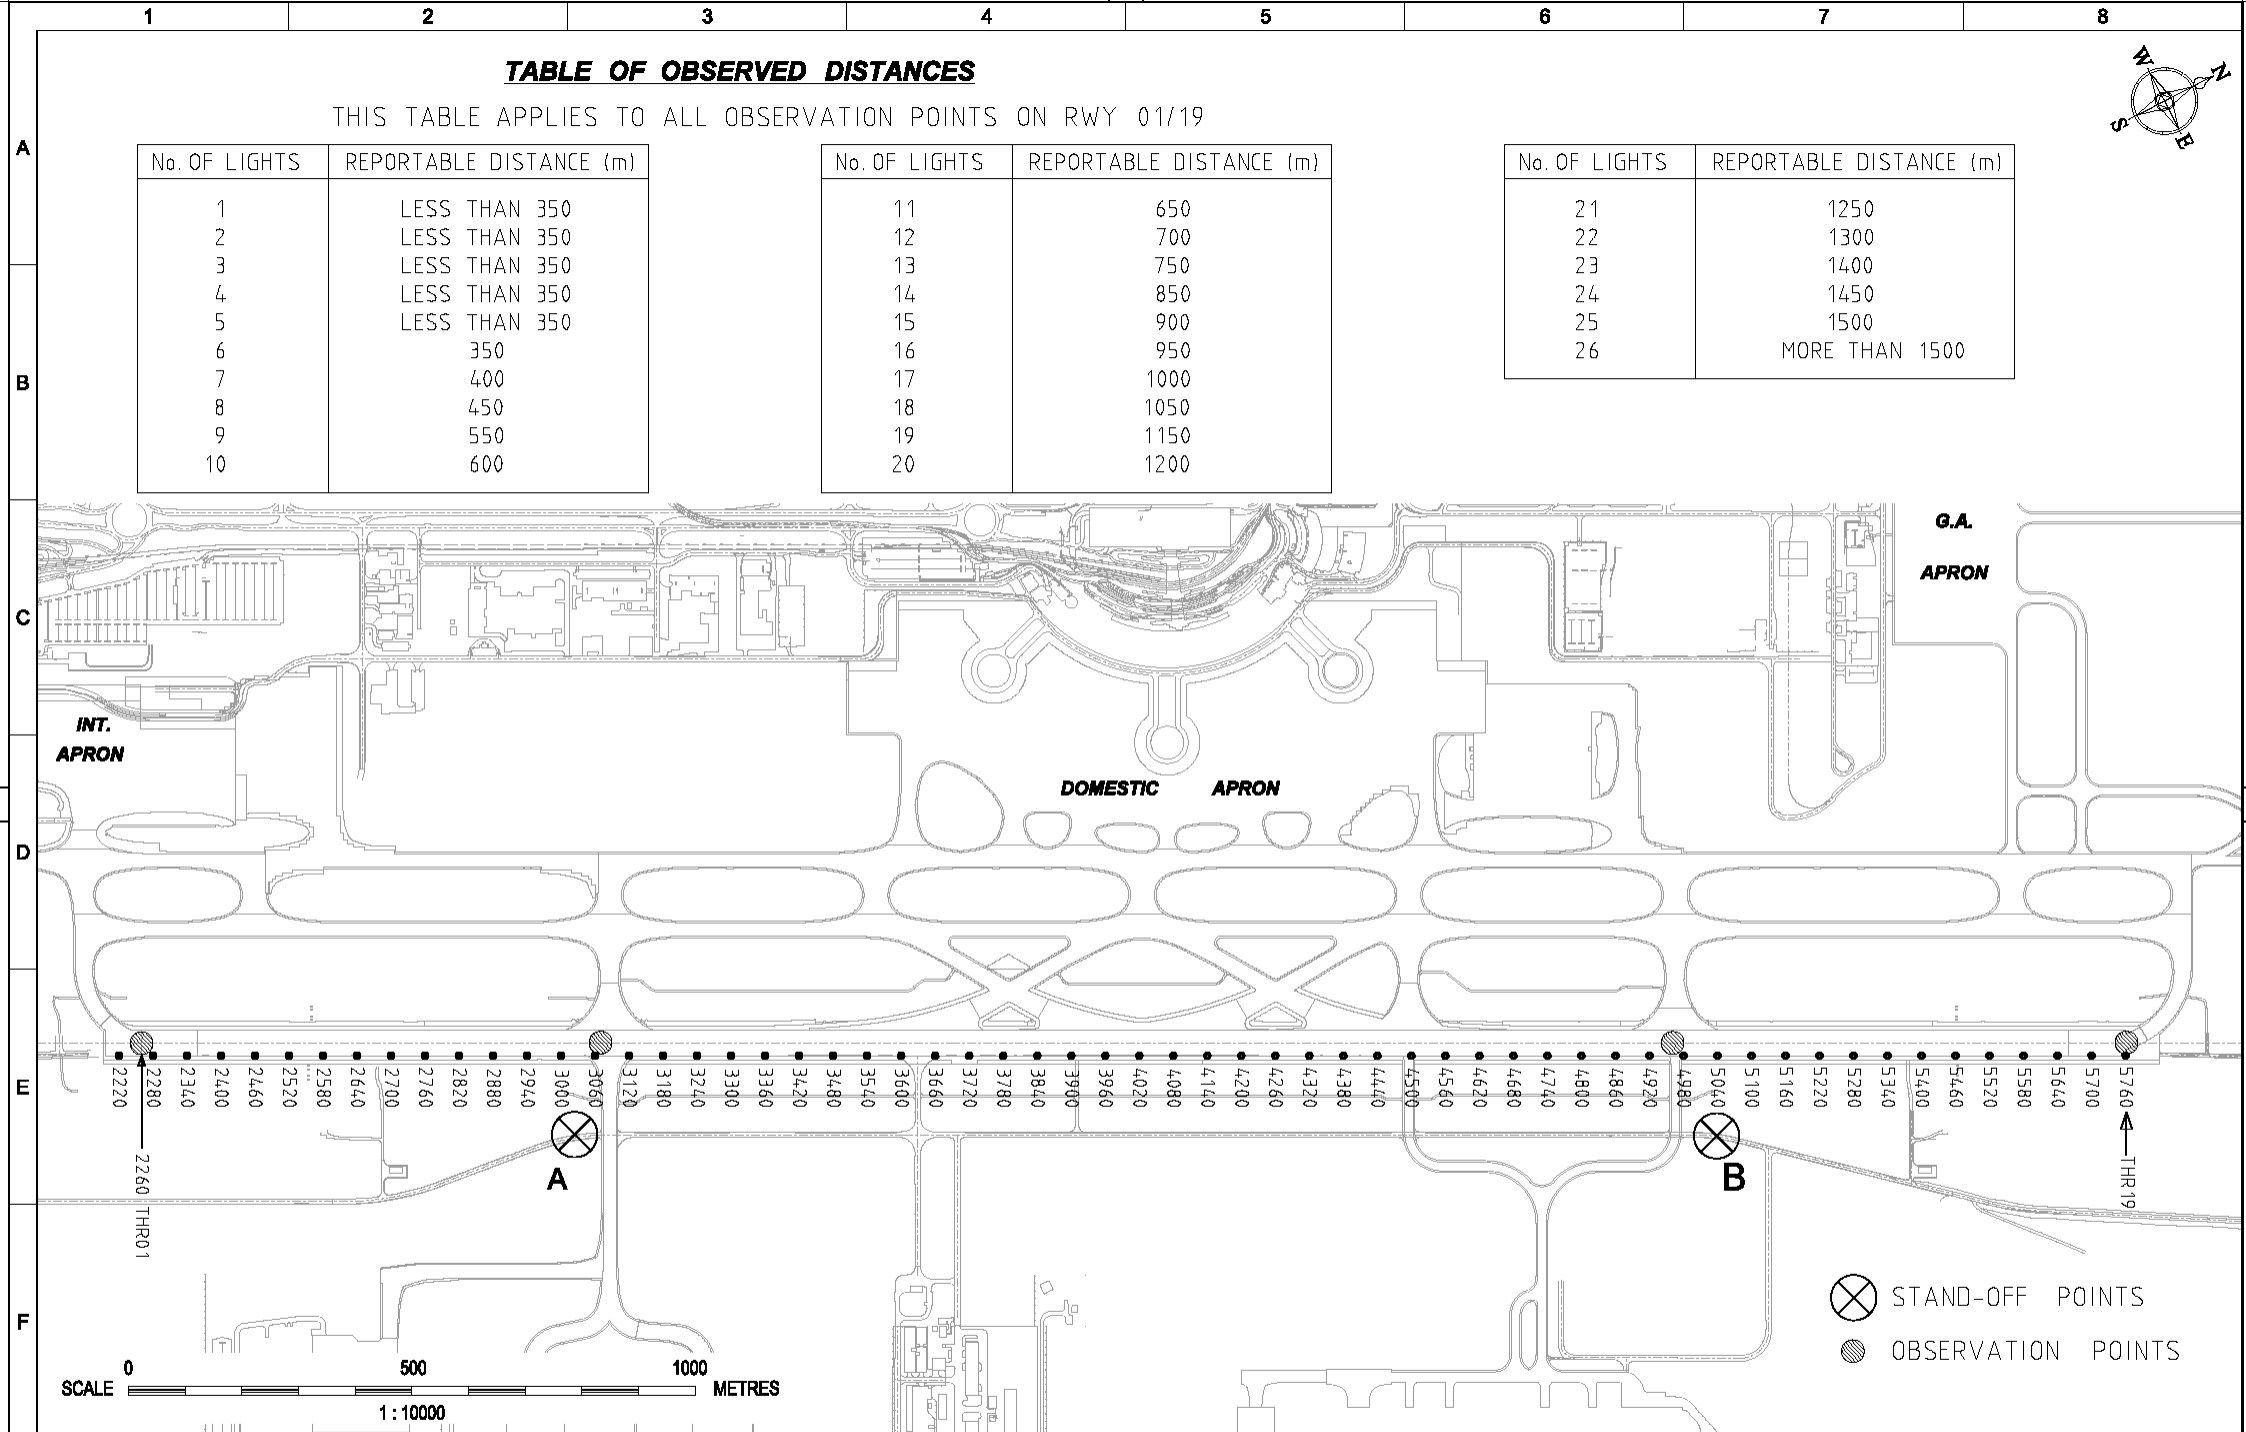 1 2 3 4 5 6 7 8
TABLE OF OBSERVED DISTANCES
THIS TABLE APPLIES TO ALL OBSERVATION POINTS ON RWY 01/19
W N S E
A
No. OF LIGHTS REPORTABLE DISTANCE (m)
1 LESS THAN 350
2 LESS THAN 350
3 LESS THAN 350
4 LESS THAN 350
5 LESS THAN 350
6 350
7 400
8 450
9 550
10 600
No. OF LIGHTS REPORTABLE DISTANCE (m)
11 650
12 700
13 750
14 850
15 900
16 950
17 1000
18 1050
19 1150
20 1200
No. OF LIGHTS REPORTABLE DISTANCE (m)
21 1250
22 1300
23 1400
24 1450
25 1500
26 MORE THAN 1500
B
G.A.
APRON
C
INT.
APRON
DOMESTIC APRON
D
E
2220 2280 2340 2400 2460 2520 2580 2640 2700 2760 2820 2880 2940 3000 3060 3120 3180 3240 3300 3360 3420 3480 3540 3600 3660 3720 3780 3840 3900 3960 4020 4080 4140 4200 4260 4320 4380 4440 4500 4560 4620 4680 4740 4800 4860 4920 4980 5040 5100 5160 5220 5280 5340 5400 5460 5520 5580 5640 5700 5760
A
B
2260 THR01
THR19
F
STAND-OFF POINTS
OBSERVATION POINTS
0 500 1000
SCALE METRES
1 : 10000